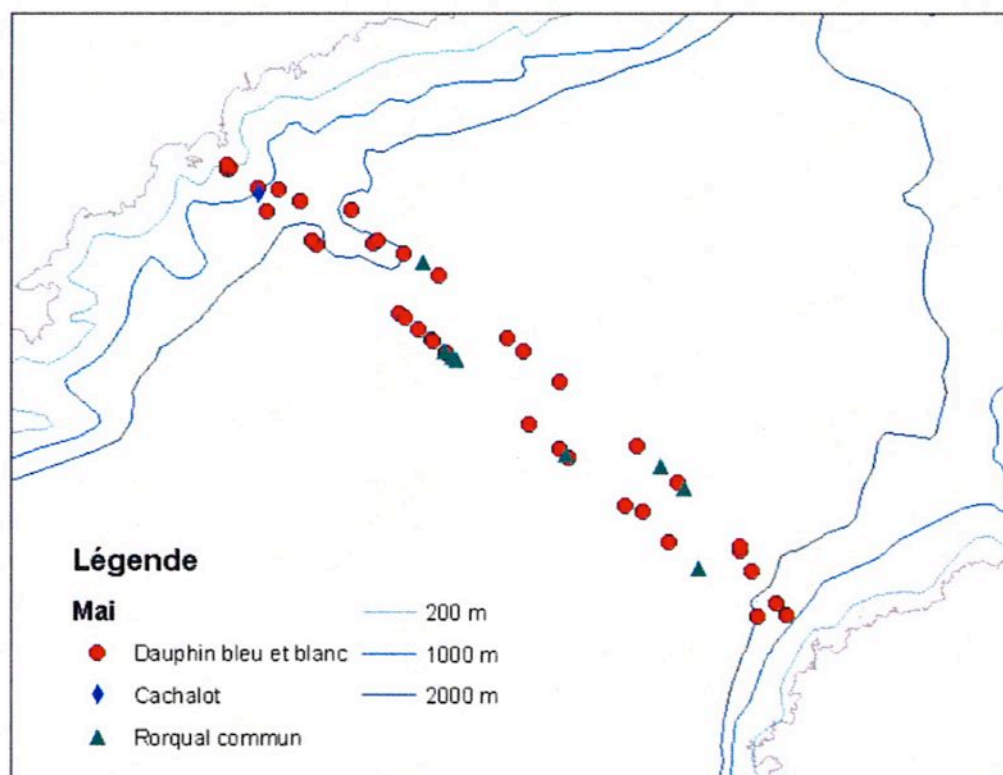 Légende
Mai
200 m
Dauphin bleu et blanc
1000 m
Cachalot
2000 m
Rorqual commun